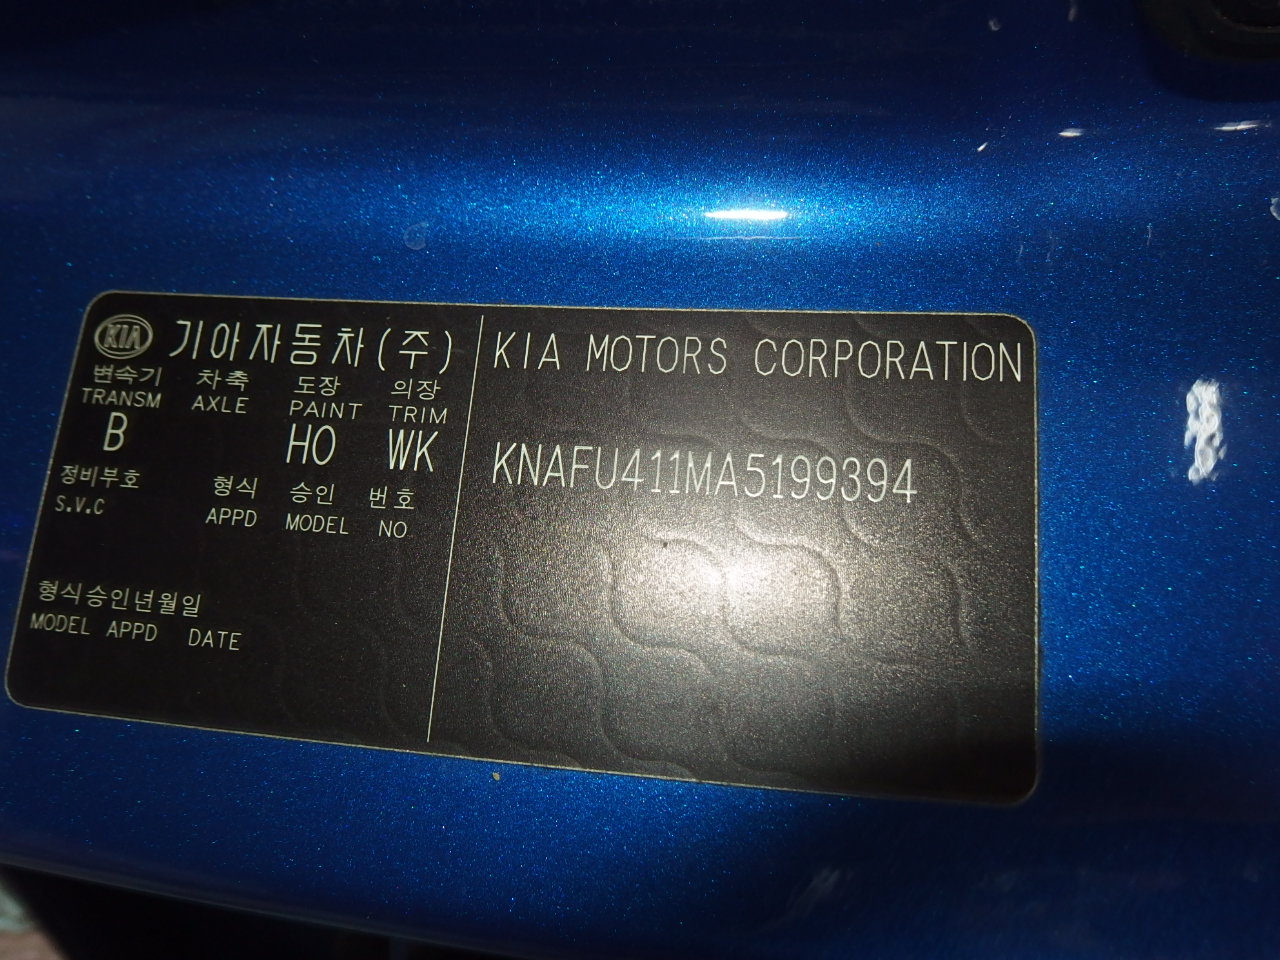 KIA 기아자동차(주)
변속기 차축 도장 의장
TRANSM AXLE PAINT TRIM
B HO WK
정비부호 형식 승인 번호
S.V.C APPD MODEL NO
형식승인년월일
MODEL APPD DATE
KIA MOTORS CORPORATION
KNAFU411MA5199394